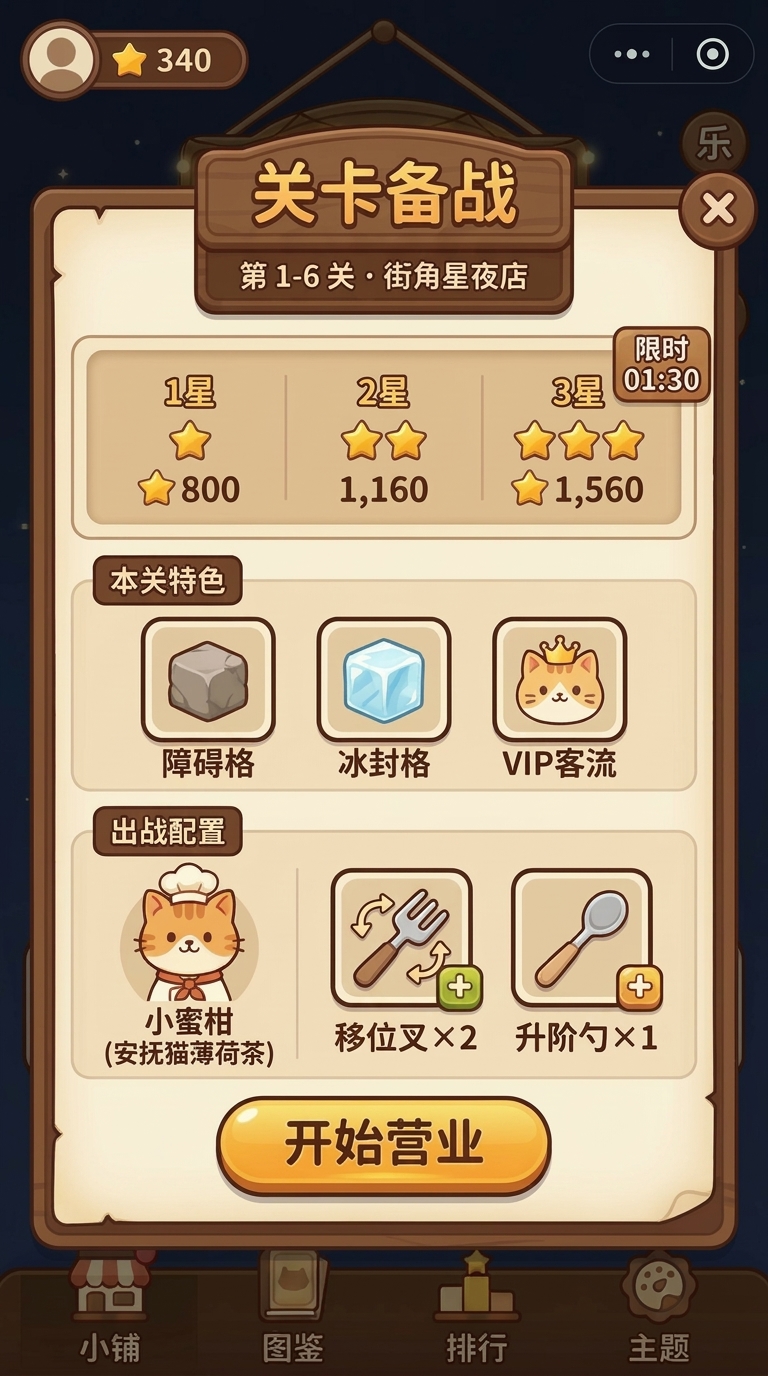 340
乐
关卡备战
第 1-6 关·街角星夜店
限时
01:30
1星
2星
3星
800
1,160
1,560
本关特色
障碍格
冰封格
VIP客流
出战配置
小蜜柑
(安抚猫薄荷茶)
移位叉×2
升阶勺×1
开始营业
小铺
图鉴
排行
主题